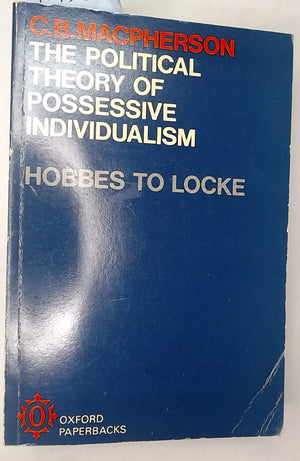 C.B. MACPHERSON
THE POLITICAL
THEORY OF
POSSESSIVE
INDIVIDUALISM
HOBBES TO LOCKE
OXFORD
PAPERBACKS